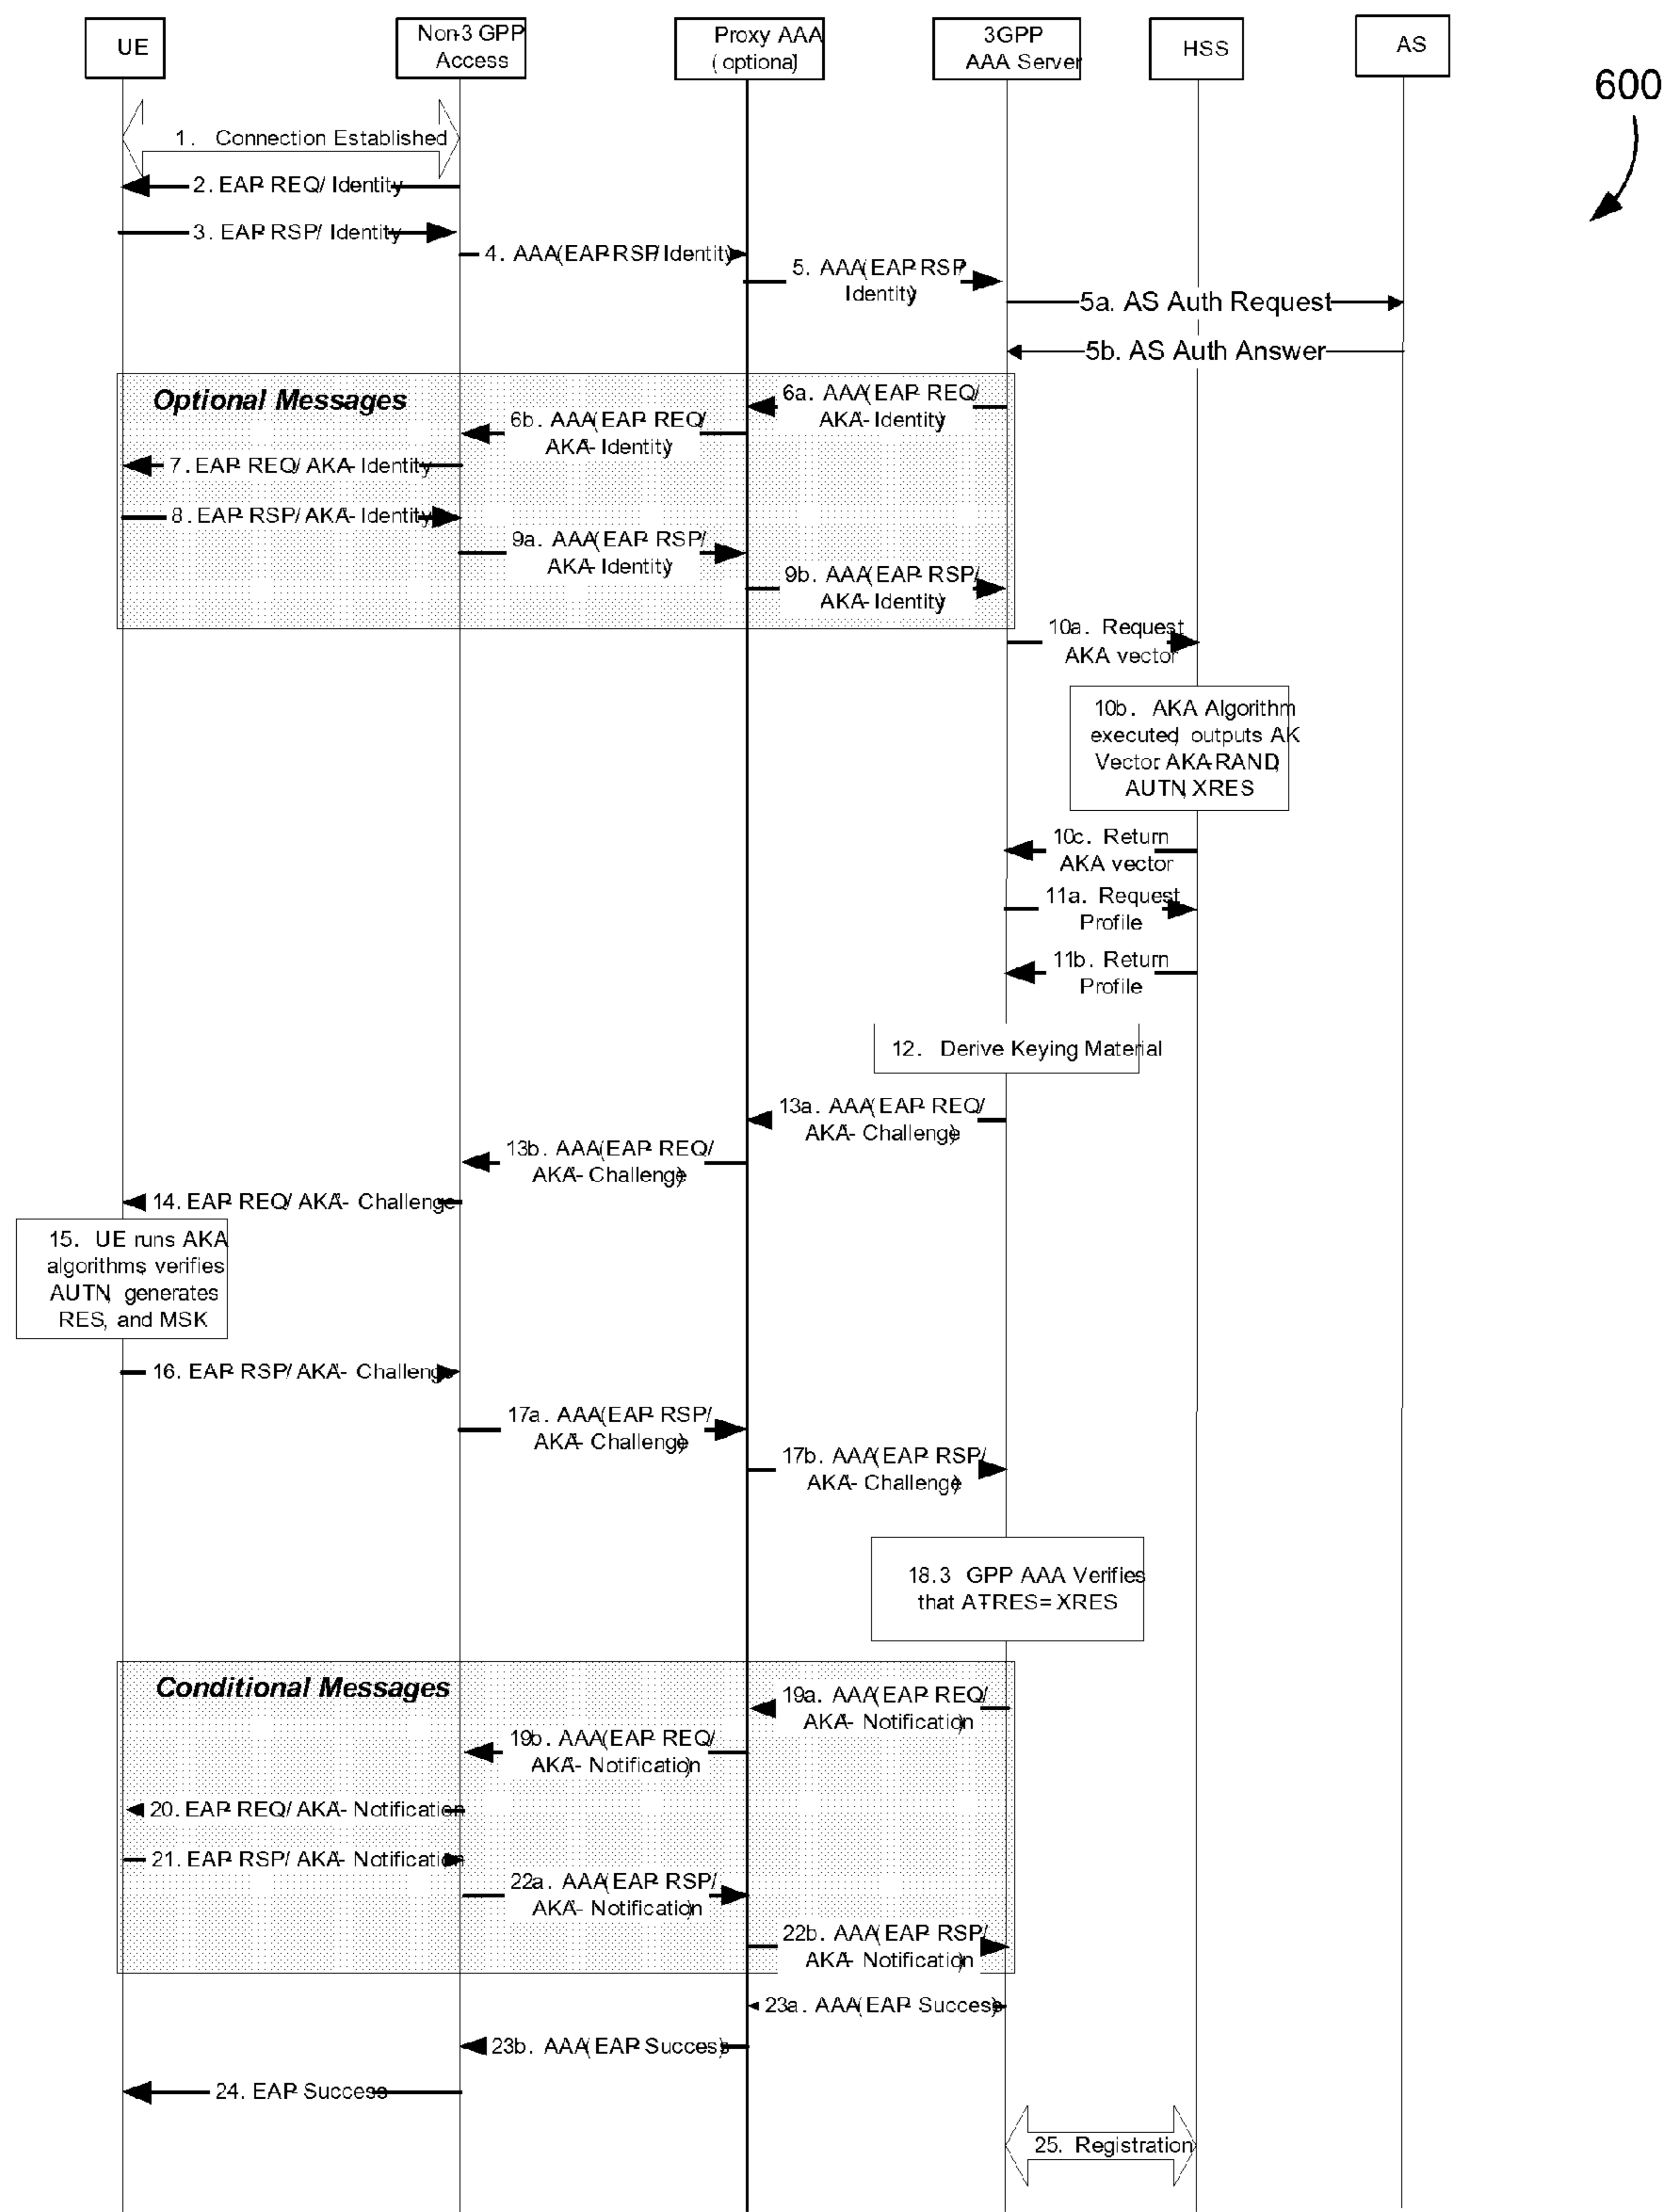 UE
Non-3 GPP
Access
Proxy AAA
(optional)
3GPP
AAA Server
HSS
AS
600
1. Connection Established
2. EAP REQ/ Identity
3. EAP RSP/ Identity
4. AAA(EAP RSP/Identity)
5. AAA(EAP RSP/
Identity)
5a. AS Auth Request
5b. AS Auth Answer
Optional Messages
6a. AAA(EAP REQ/
AKA'-Identity)
6b. AAA(EAP REQ/
AKA'-Identity)
7. EAP REQ/ AKA'-Identity
8. EAP RSP/AKA'-Identity
9a. AAA(EAP RSP/
AKA'-Identity)
9b. AAA(EAP RSP/
AKA'-Identity)
10a. Request
AKA vector
10b. AKA Algorithm
executed, outputs AK
Vector: AKA-RAND,
AUTN, XRES
10c. Return
AKA vector
11a. Request
Profile
11b. Return
Profile
12. Derive Keying Material
13a. AAA(EAP REQ/
AKA'- Challenge)
13b. AAA(EAP REQ/
AKA'- Challenge)
14. EAP REQ/ AKA'- Challenge
15. UE runs AKA
algorithms, verifies
AUTN, generates
RES, and MSK
16. EAP RSP/ AKA'- Challenge
17a. AAA(EAP RSP/
AKA'- Challenge)
17b. AAA(EAP RSP/
AKA'- Challenge)
18.3 GPP AAA Verifies
that AT-RES= XRES
Conditional Messages
19a. AAA(EAP REQ/
AKA'- Notification)
19b. AAA(EAP REQ/
AKA'- Notification)
20. EAP REQ/ AKA'- Notification
21. EAP RSP/ AKA'- Notification
22a. AAA(EAP RSP/
AKA'- Notification)
22b. AAA(EAP RSP/
AKA'- Notification)
23a. AAA(EAP Success)
23b. AAA(EAP Success)
24. EAP Success
25. Registration